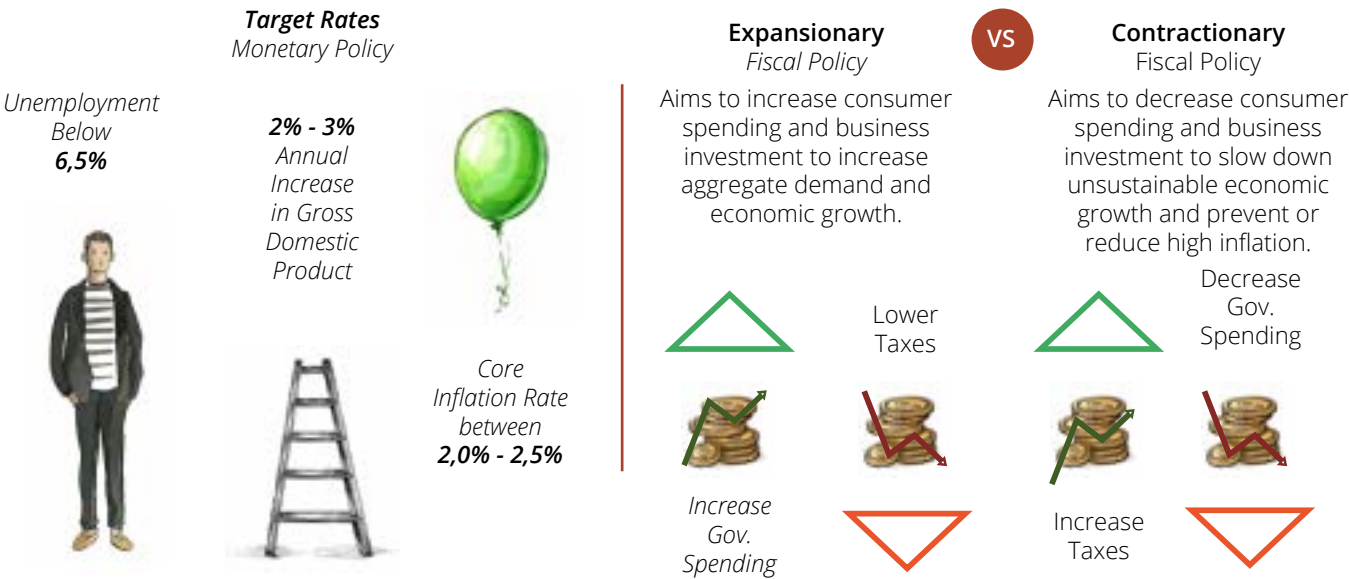 Target Rates
Monetary Policy
Unemployment
Below
6,5%
2% - 3%
Annual
Increase
in Gross
Domestic
Product
Core
Inflation Rate
between
2,0% - 2,5%
Expansionary
Fiscal Policy
Aims to increase consumer
spending and business
investment to increase
aggregate demand and
economic growth.
Lower
Taxes
Increase
Gov.
Spending
VS
Contractionary
Fiscal Policy
Aims to decrease consumer
spending and business
investment to slow down
unsustainable economic
growth and prevent or
reduce high inflation.
Decrease
Gov.
Spending
Increase
Taxes